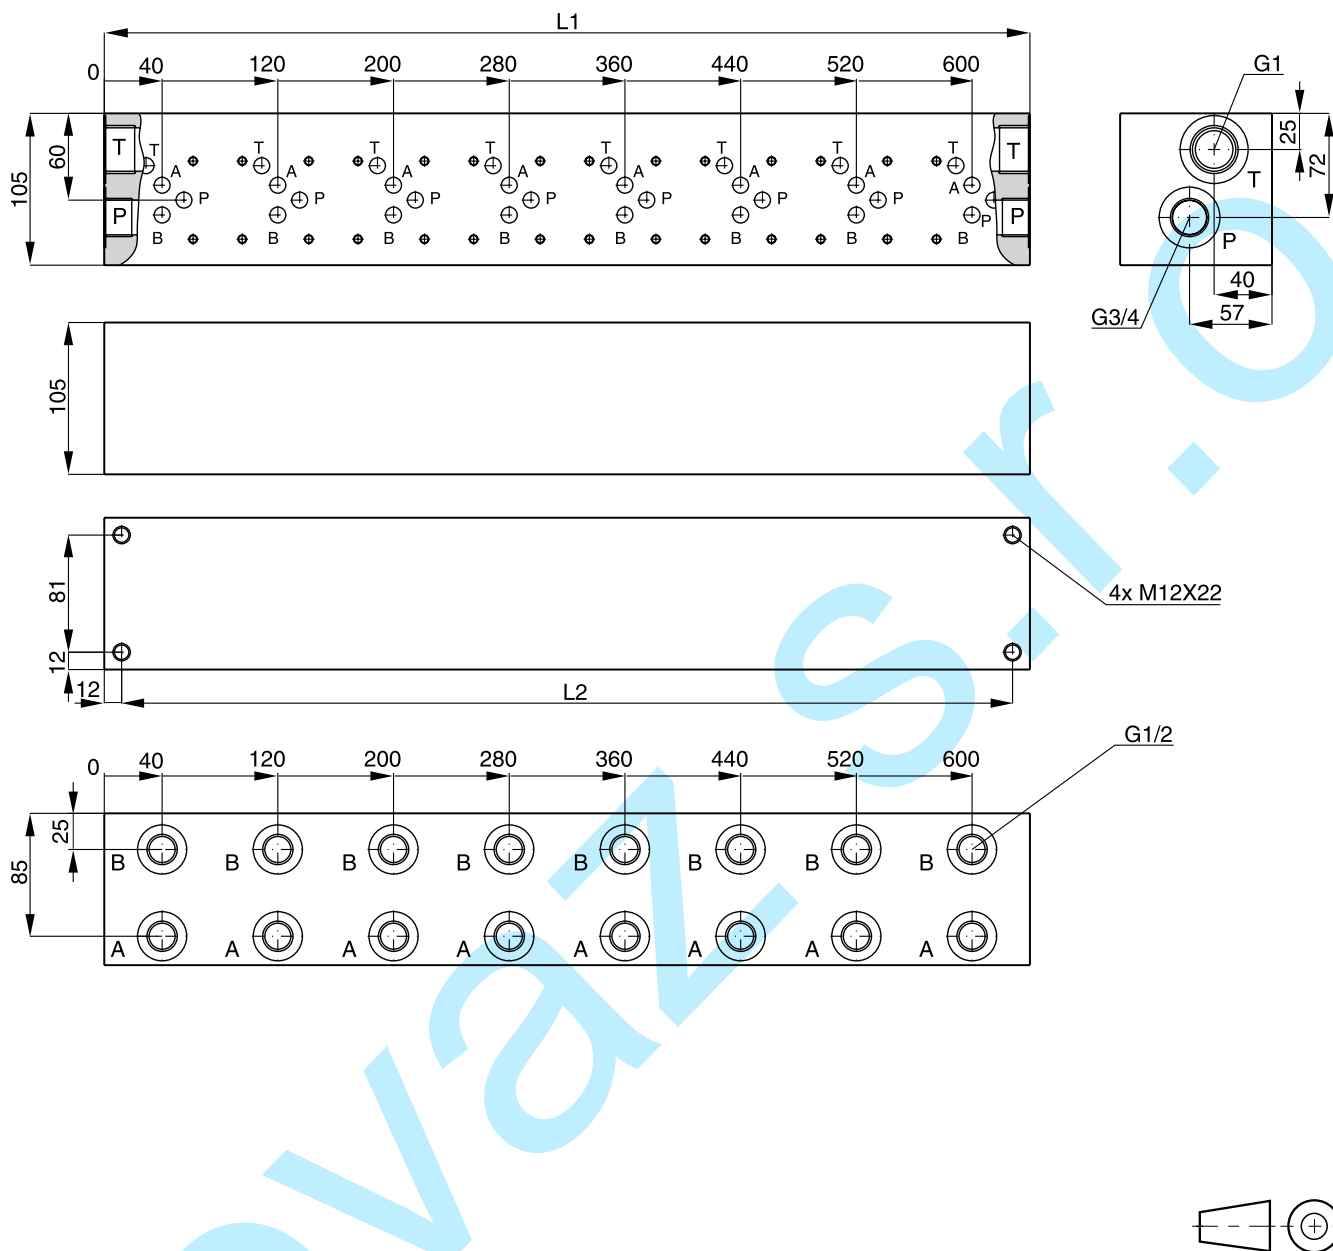 L1
0 40 120 200 280 360 440 520 600
G1
105
60
25
72
T T T T T T T T T T
A A A A A A A A
P P P P P P P P P P
B B B B B B B B
T
P
40
57
G3/4
105
81
12
12
L2
4x M12X22
G1/2
0 40 120 200 280 360 440 520 600
25
85
B B B B B B B B
A A A A A A A A
vaz s.r.o